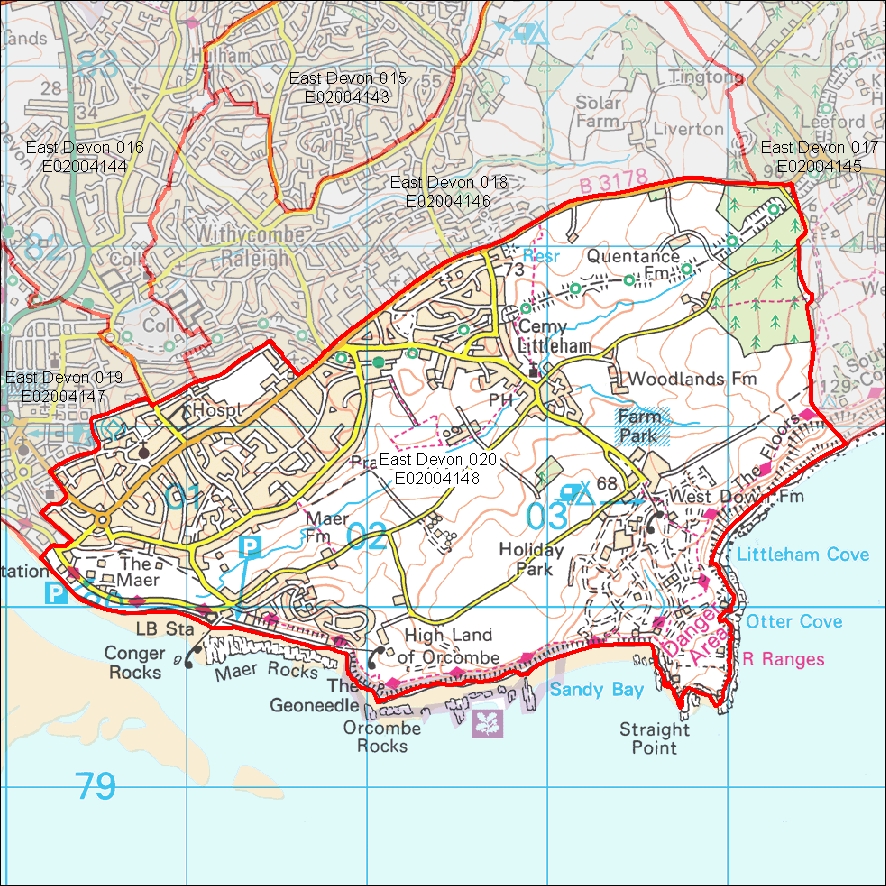 83
Hulham
East Devon 015
E02004143
55
Tingtong
ands
28
34
Solar
Farm
Liverton
Leeford
East Devon 016
E02004144
East Devon 017
E02004145
East Devon 018
E02004146
B 3178
82
Withycombe
Raleigh
Coll
Resr
Quentance
Fm
73
Coll
Cemy
Littleham
East Devon 019
E02004147
Hospl
PH
Woodlands Fm
129
Farm
Park
The Floors
East Devon 020
E02004148
01
68
West Down Fm
02
03
Maer
Fm
P
Holiday
Park
Littleham Cove
tation
The
Maer
P
80
Otter Cove
LB Sta
Danger
Area
High Land
of Orcombe
Conger
Rocks
Maer Rocks
R Ranges
The
Geoneedle
Sandy Bay
Orcombe
Rocks
Straight
Point
79